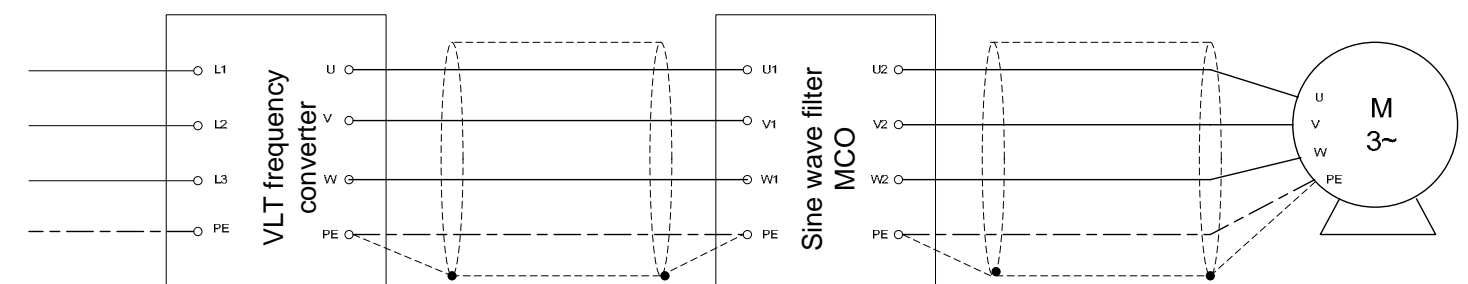 L1
L2
L3
PE
VLT frequency
converter
U
V
W
PE
U1
V1
W1
PE
Sine wave filter
MCO
U2
V2
W2
PE
U
V
W
PE
M
3~